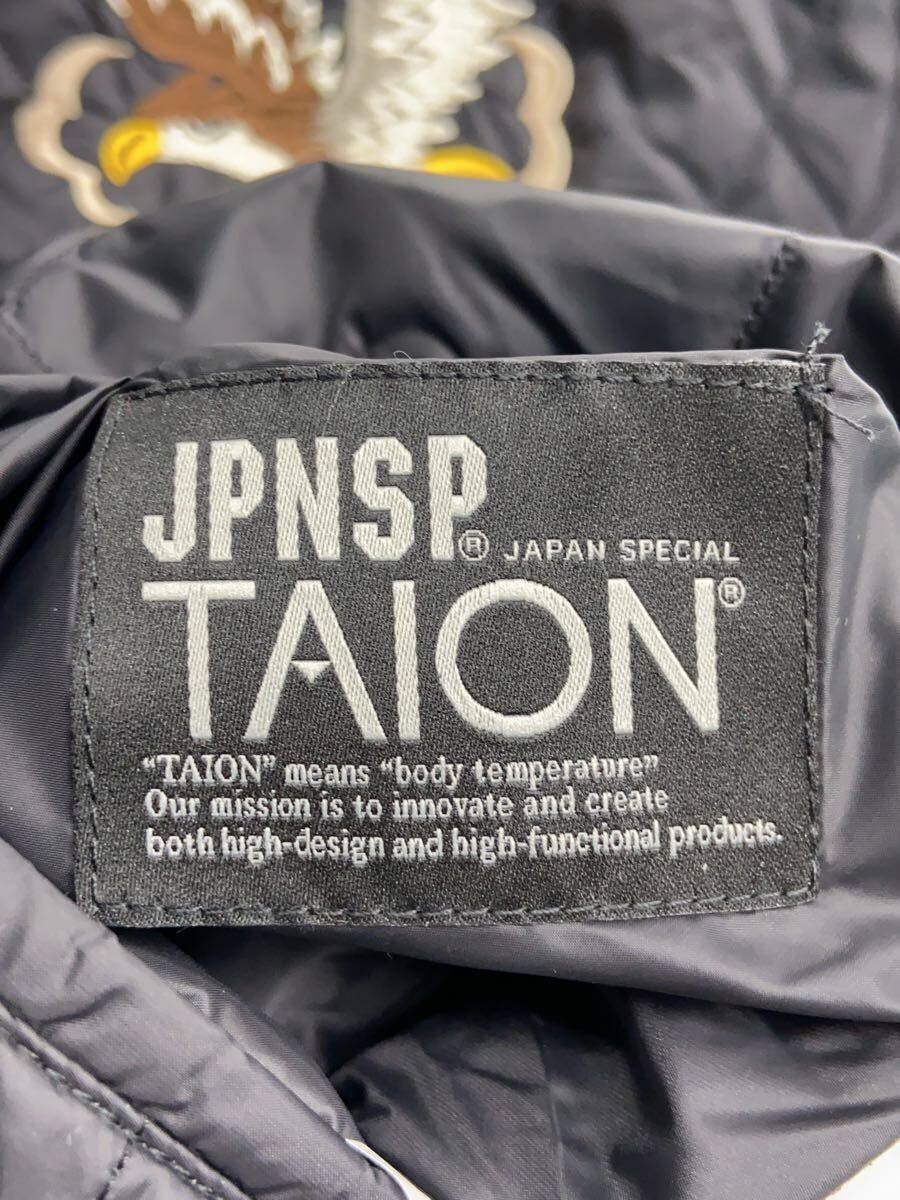 JPNSP® JAPAN SPECIAL
TAION®
“TAION” means “body temperature”
Our mission is to innovate and create
both high-design and high-functional products.